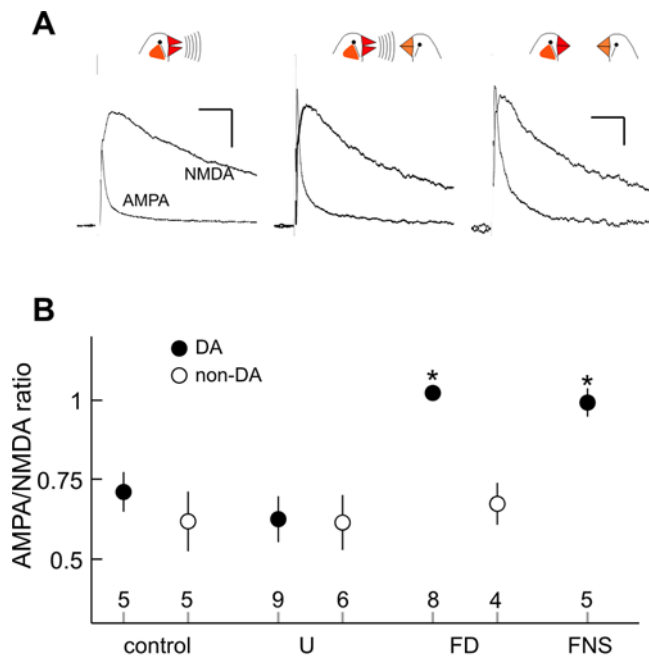 A
NMDA
AMPA
B
AMPA/NMDA ratio
DA
non-DA
*
*
1
0.75
0.5
5 5 9 6 8 4 5
control U FD FNS